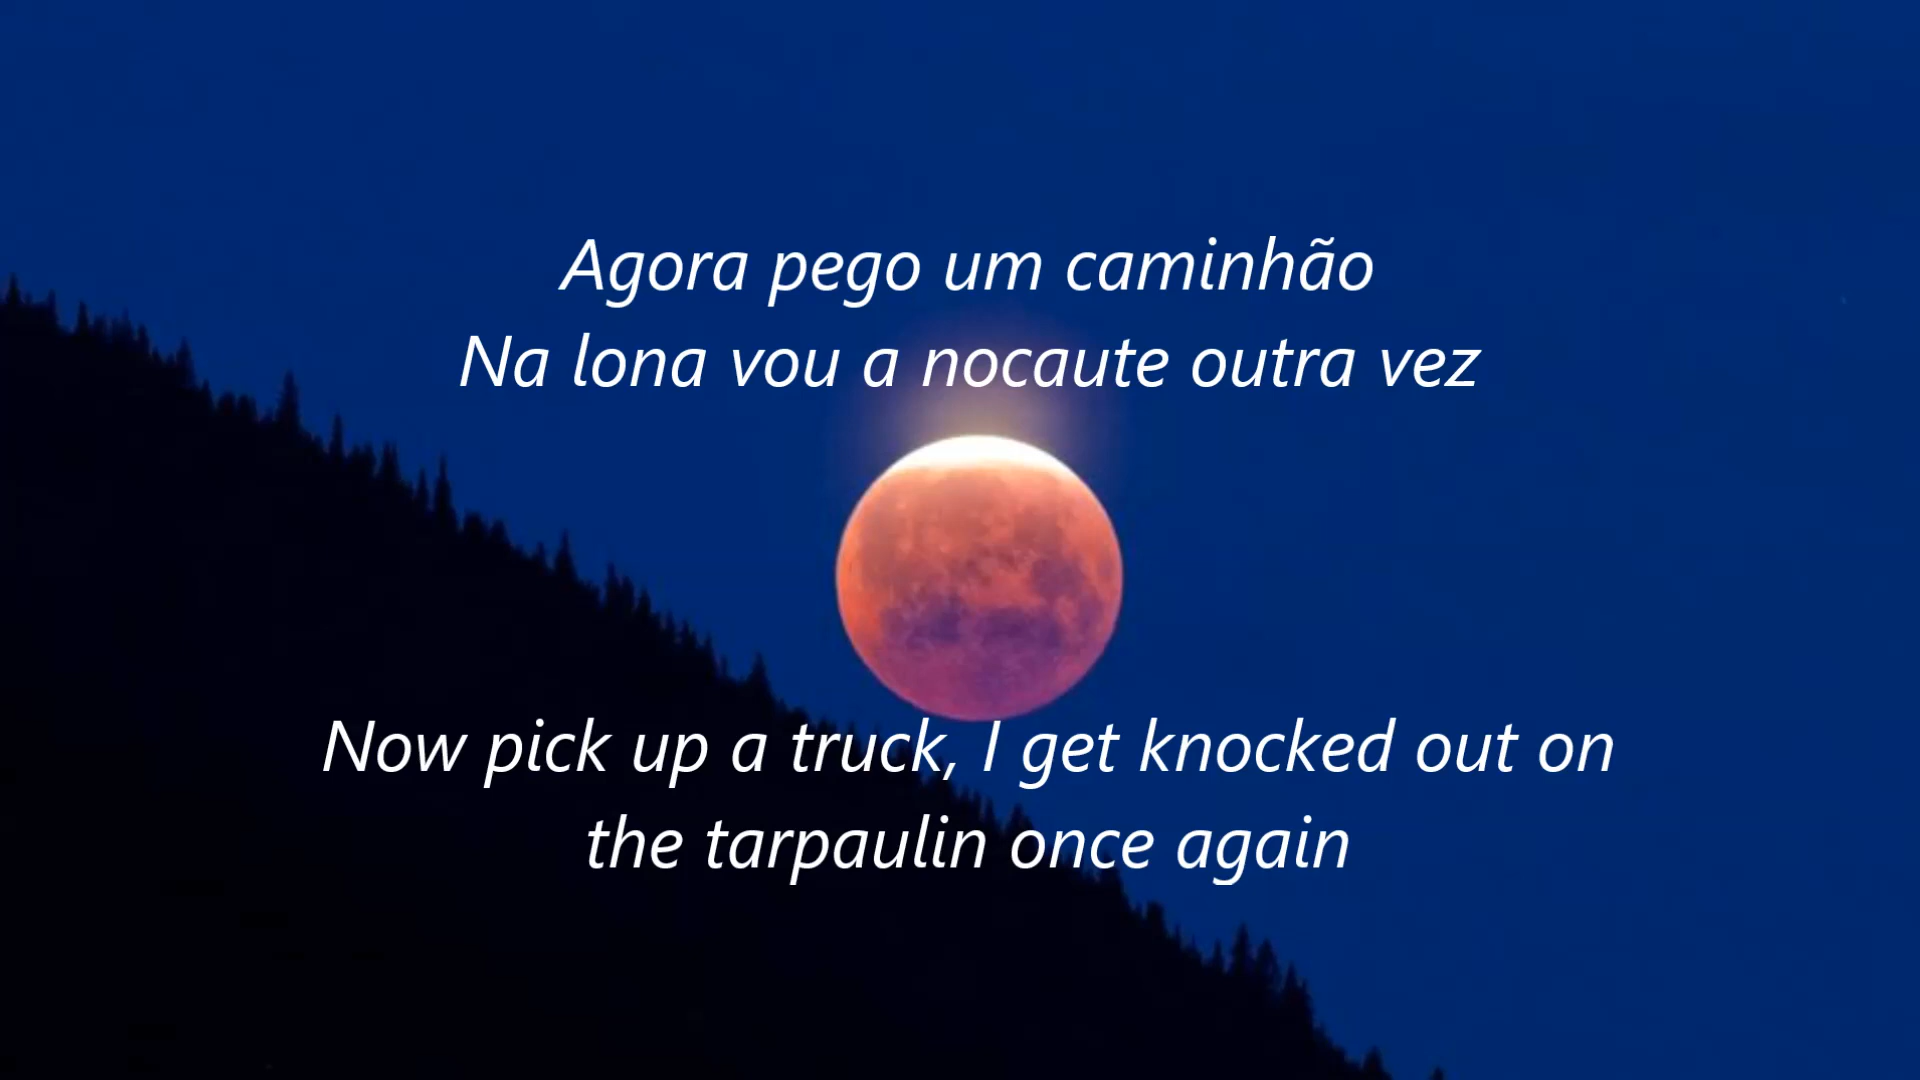 Agora pego um caminhão
Na lona vou a nocaute outra vez
Now pick up a truck, I get knocked out on
the tarpaulin once again